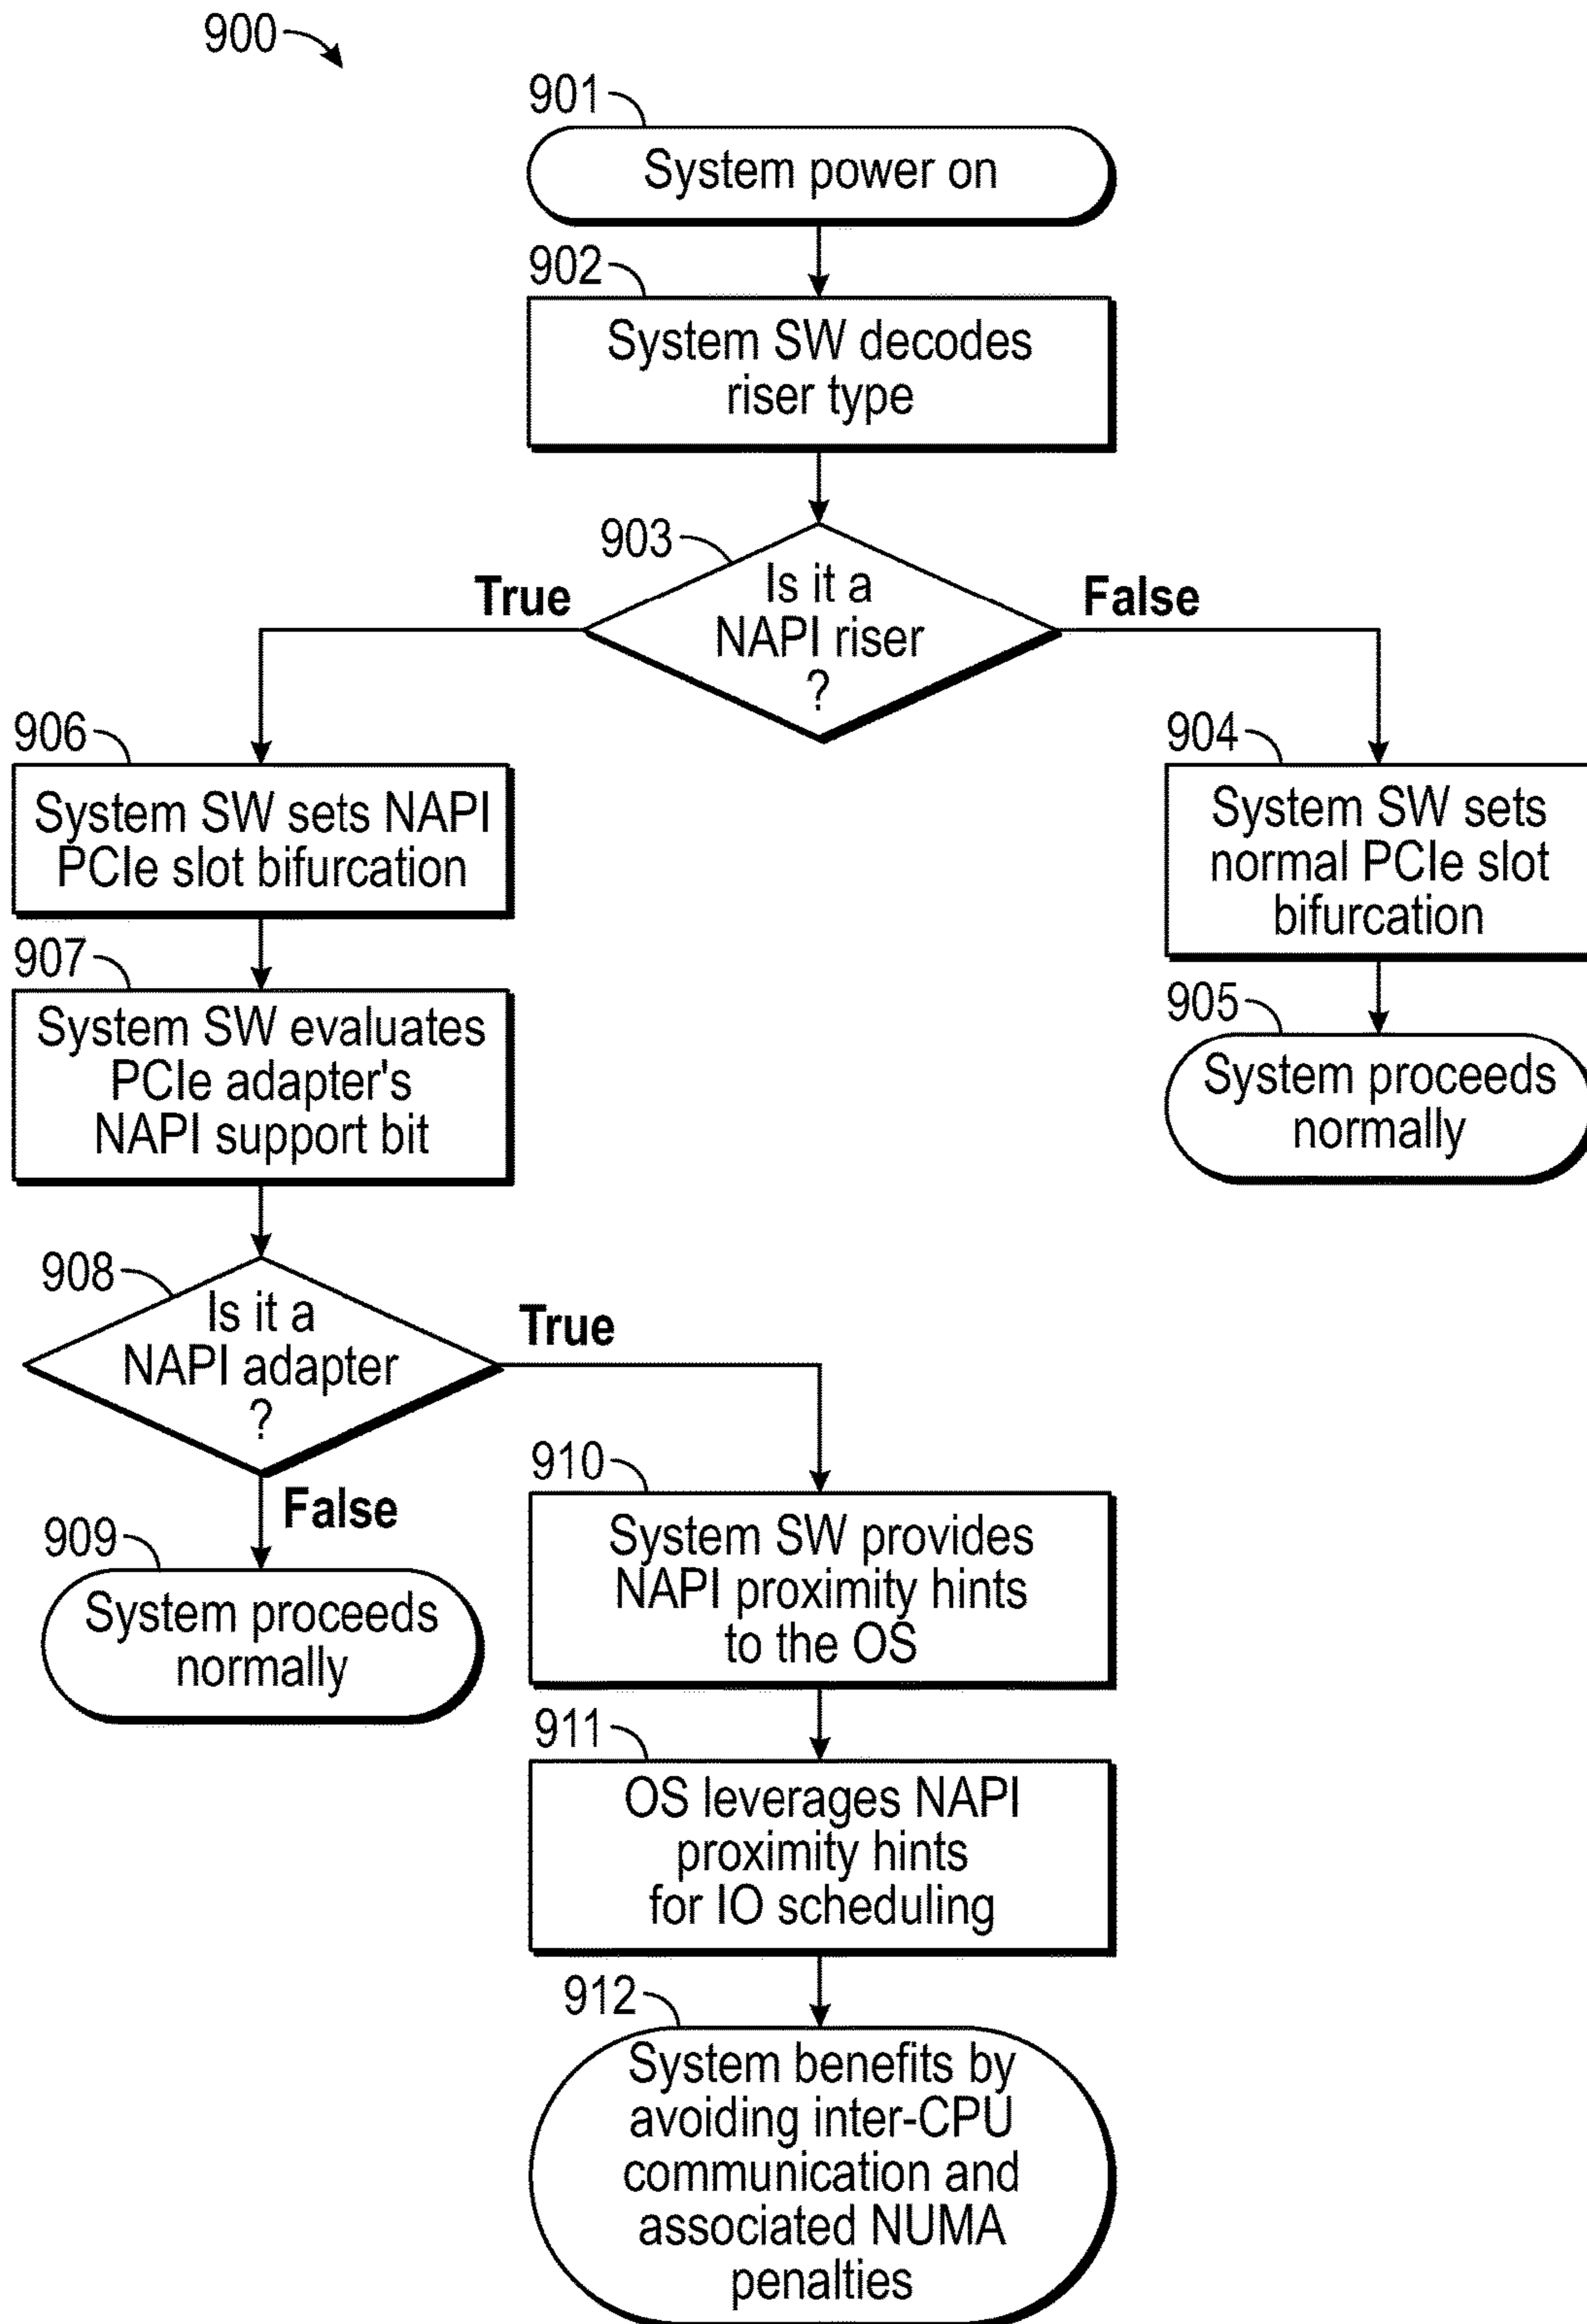 900
901
System power on
902
System SW decodes
riser type
903
Is it a
NAPI riser
?
True
False
906
System SW sets NAPI
PCIe slot bifurcation
904
System SW sets
normal PCIe slot
bifurcation
907
System SW evaluates
PCIe adapter's
NAPI support bit
905
System proceeds
normally
908
Is it a
NAPI adapter
?
True
False
909
System proceeds
normally
910
System SW provides
NAPI proximity hints
to the OS
911
OS leverages NAPI
proximity hints
for IO scheduling
912
System benefits by
avoiding inter-CPU
communication and
associated NUMA
penalties